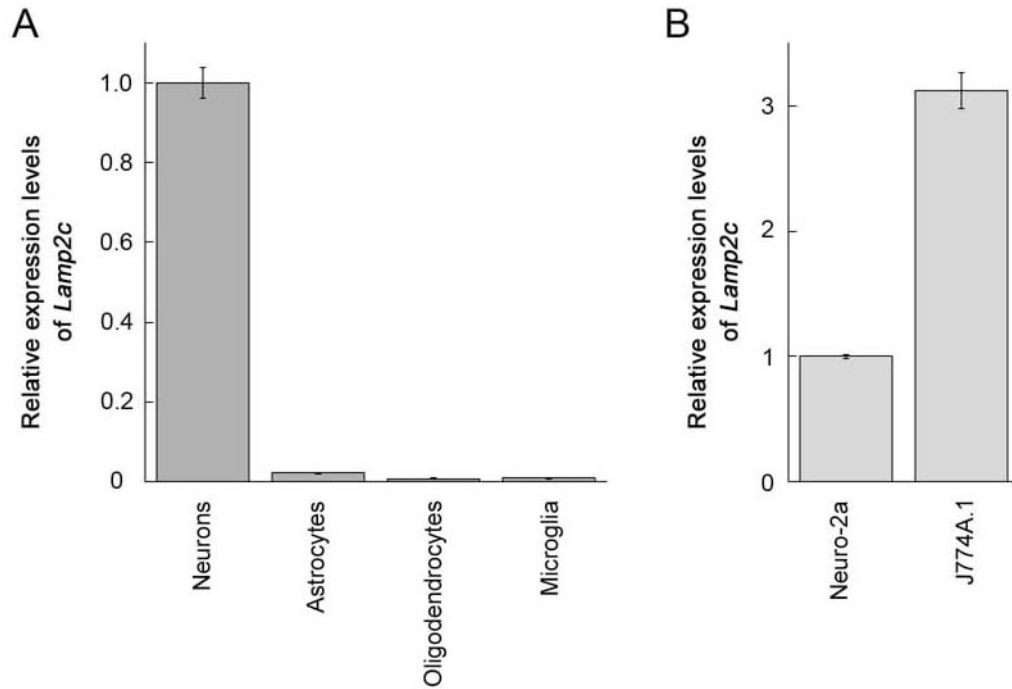 A
Relative expression levels
of Lamp2c
1.0
0.8
0.6
0.4
0.2
0
Neurons
Astrocytes
Oligodendrocytes
Microglia
B
Relative expression levels
of Lamp2c
3
2
1
0
Neuro-2a
J774A.1